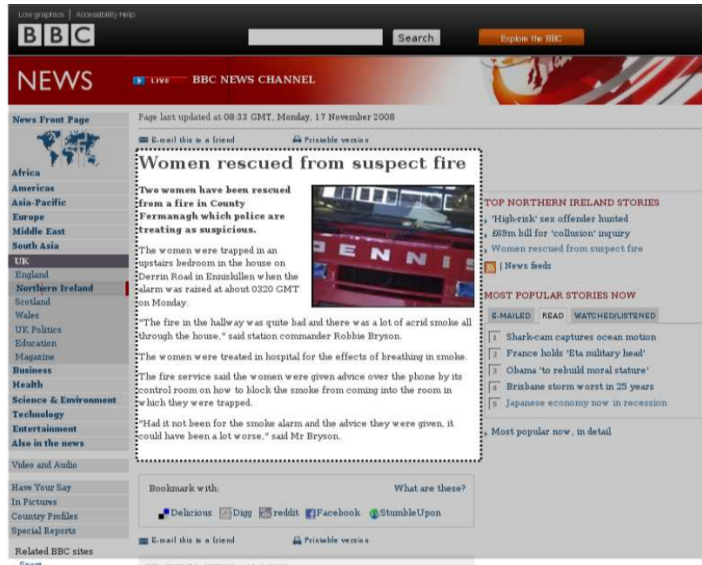 Low graphics | Accessibility Help
BBC
Search
Explore the BBC
NEWS
LIVE BBC NEWS CHANNEL
News Front Page
Africa
Americas
Asia-Pacific
Europe
Middle East
South Asia
UK
England
Northern Ireland
Scotland
Wales
UK Politics
Education
Magazine
Business
Health
Science & Environment
Technology
Entertainment
Also in the news
Video and Audio
Have Your Say
In Pictures
Country Profiles
Special Reports
Related BBC sites
Page last updated at 08:33 GMT, Monday, 17 November 2008
E-mail this to a friend
Printable version
Women rescued from suspect fire
Two women have been rescued
from a fire in County
Fermanagh which police are
treating as suspicious.
DENNIS
The women were trapped in an
upstairs bedroom in the house on
Derrin Road in Enniskillen when the
alarm was raised at about 0320 GMT
on Monday.
"The fire in the hallway was quite bad and there was a lot of acrid smoke all
through the house," said station commander Robbie Bryson.
The women were treated in hospital for the effects of breathing in smoke.
The fire service said the women were given advice over the phone by its
control room on how to block the smoke from coming into the room in
which they were trapped.
"Had it not been for the smoke alarm and the advice they were given, it
could have been a lot worse," said Mr Bryson.
Bookmark with:
What are these?
Delicious Digg reddit Facebook StumbleUpon
E-mail this to a friend
Printable version
TOP NORTHERN IRELAND STORIES
'High-risk' sex offender hunted
£69m bill for 'collusion' inquiry
Women rescued from suspect fire
| News feeds
MOST POPULAR STORIES NOW
E-MAILED READ WATCHED/LISTENED
1 Shark-cam captures ocean motion
2 France holds 'Eta military head'
3 Obama 'to rebuild moral stature'
4 Brisbane storm worst in 25 years
5 Japanese economy now in recession
Most popular now, in detail